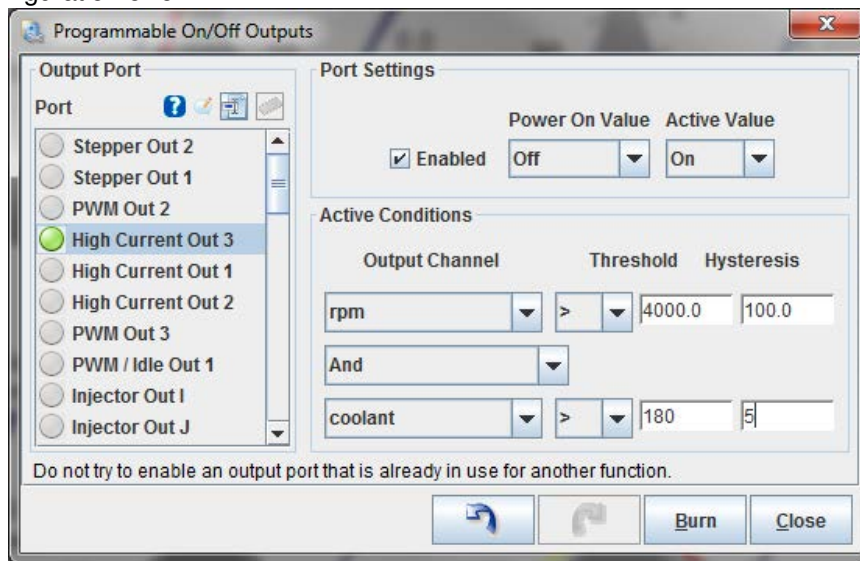 Programmable On/Off Outputs
X
Output Port
Port
?
Stepper Out 2
Stepper Out 1
PWM Out 2
High Current Out 3
High Current Out 1
High Current Out 2
PWM Out 3
PWM / Idle Out 1
Injector Out I
Injector Out J
Port Settings
Power On Value Active Value
Enabled Off On
Active Conditions
Output Channel Threshold Hysteresis
rpm > 4000.0 100.0
And
coolant > 180 5
Do not try to enable an output port that is already in use for another function.
Burn Close